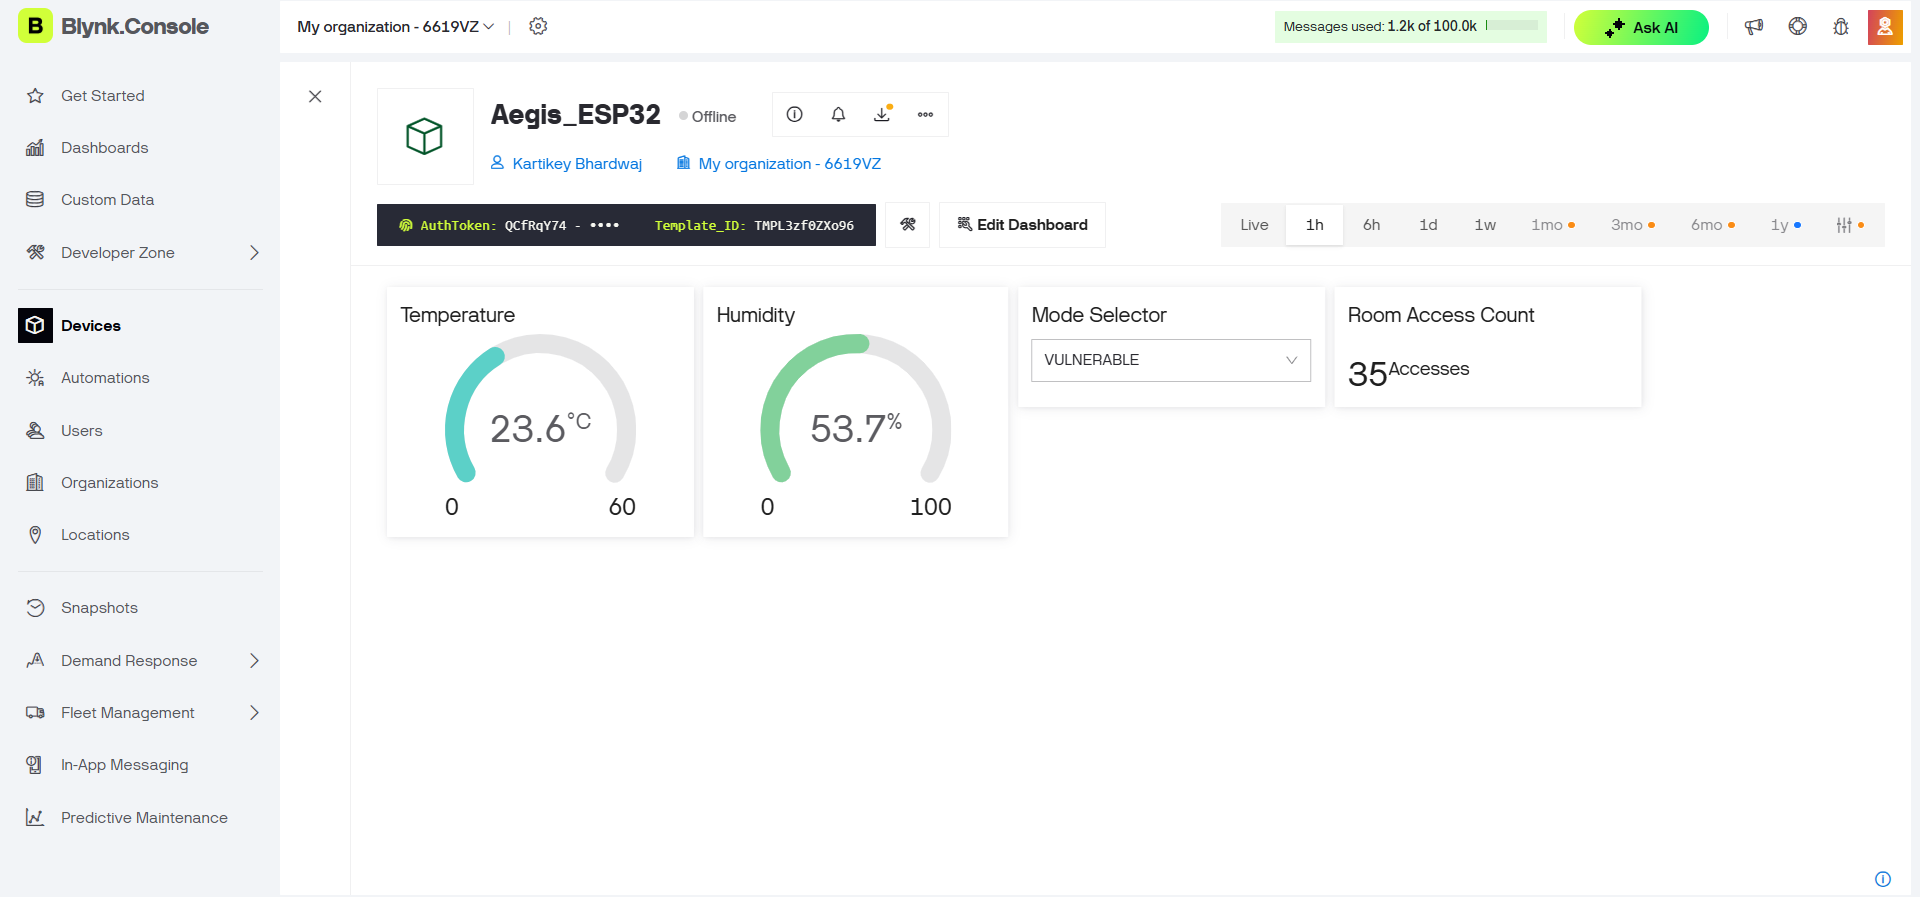 B Blynk.Console
My organization - 6619VZ
Messages used: 1.2k of 100.0k
Ask AI
Get Started
Dashboards
Custom Data
Developer Zone
Devices
Automations
Users
Organizations
Locations
Snapshots
Demand Response
Fleet Management
In-App Messaging
Predictive Maintenance
Aegis_ESP32
Offline
Kartikey Bhardwaj
My organization - 6619VZ
AuthToken: QCfRqY74 - •••• Template_ID: TMPL3zf0ZXo96
Edit Dashboard
Live 1h 6h 1d 1w 1mo 3mo 6mo 1y
Temperature
23.6°C
0 60
Humidity
53.7%
0 100
Mode Selector
VULNERABLE
Room Access Count
35Accesses